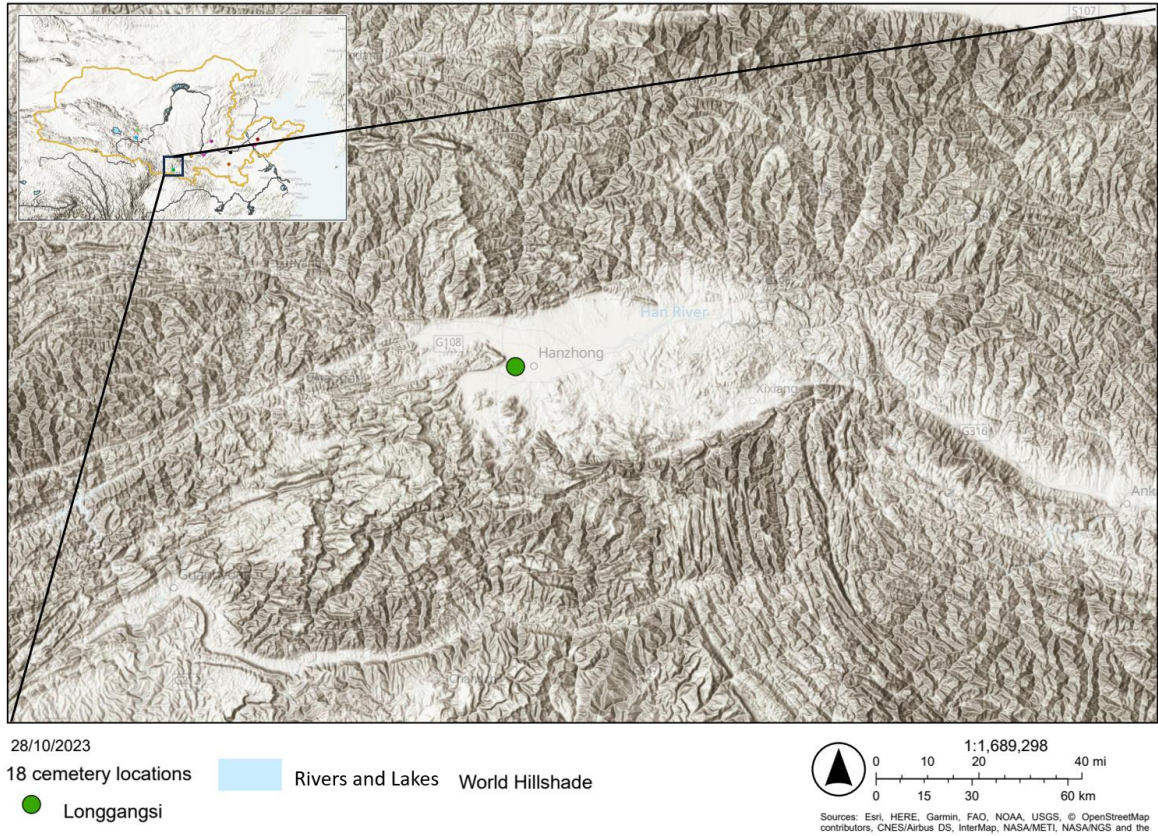 S107
Han River
G108
Hanzhong
Xixiang
G316
Ank
28/10/2023
18 cemetery locations
Rivers and Lakes
World Hillshade
Longgangsi
1:1,689,298
0 10 20 40 mi
0 15 30 60 km
Sources: Esri, HERE, Garmin, FAO, NOAA, USGS, © OpenStreetMap
contributors, CNES/Airbus DS, InterMap, NASA/METI, NASA/NGS and the